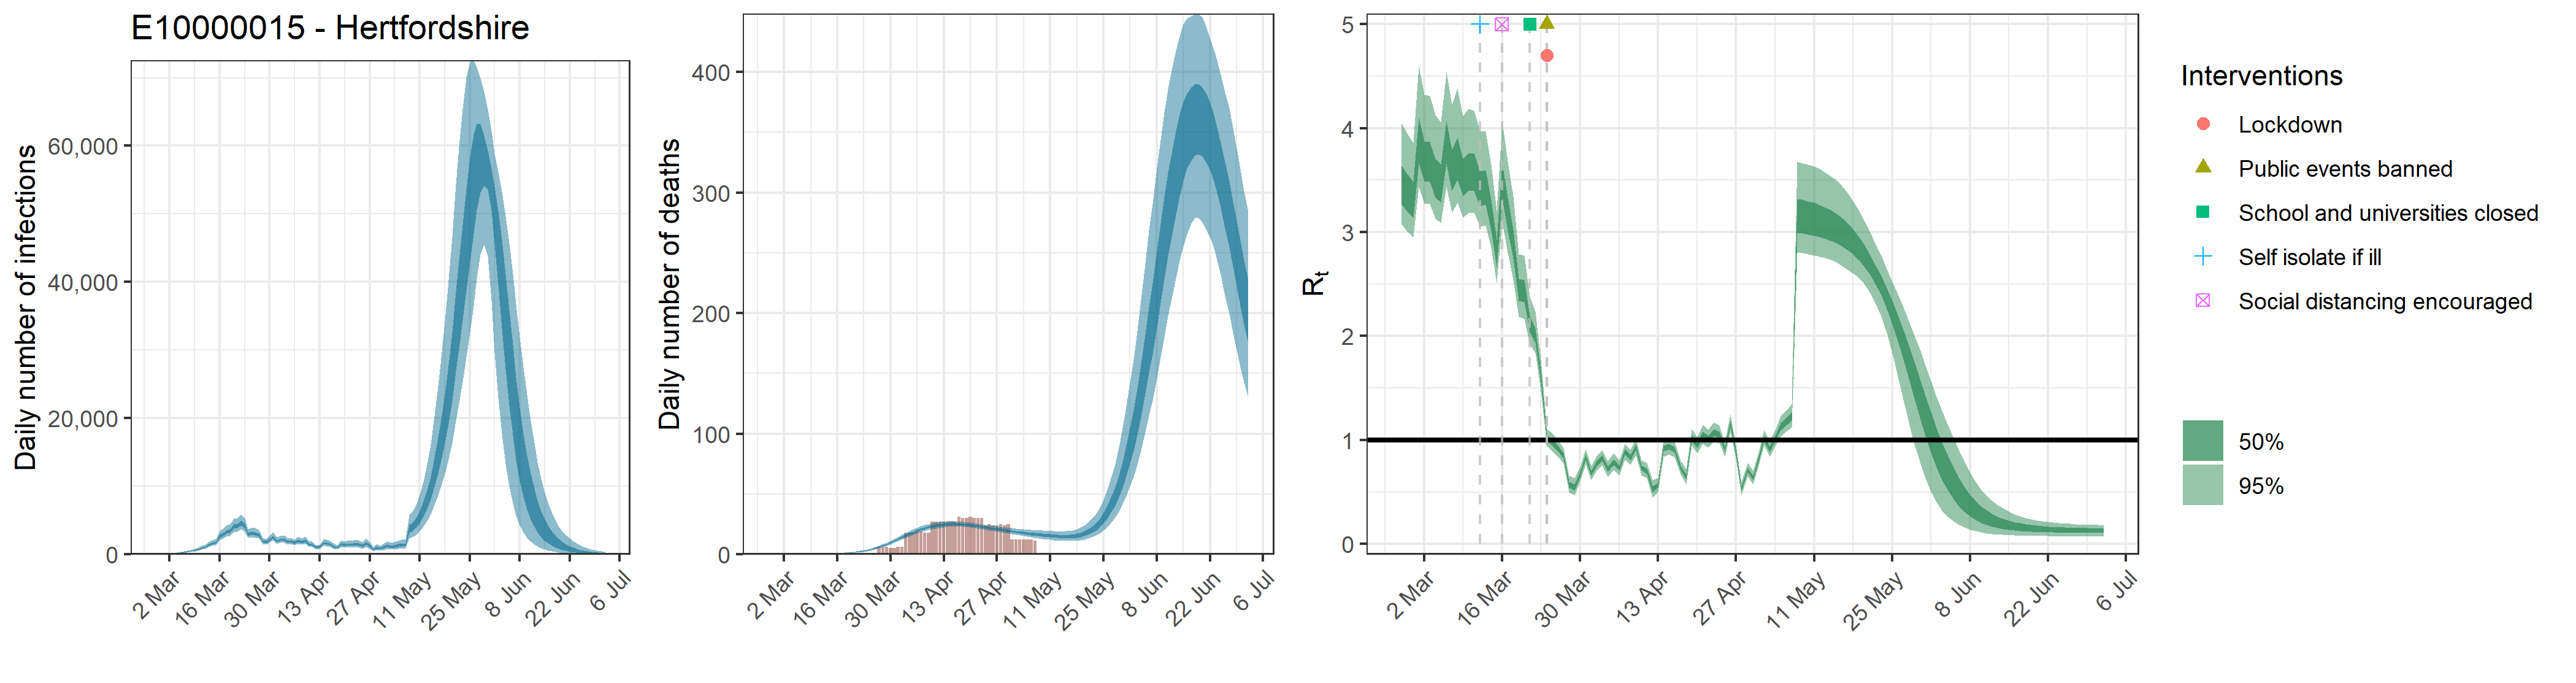 E10000015 - Hertfordshire
Daily number of infections
60,000
40,000
20,000
0
2 Mar
16 Mar
30 Mar
13 Apr
27 Apr
11 May
25 May
8 Jun
22 Jun
6 Jul
Daily number of deaths
400
300
200
100
0
2 Mar
16 Mar
30 Mar
13 Apr
27 Apr
11 May
25 May
8 Jun
22 Jun
6 Jul
Rt
5
4
3
2
1
0
2 Mar
16 Mar
30 Mar
13 Apr
27 Apr
11 May
25 May
8 Jun
22 Jun
6 Jul
Interventions
Lockdown
Public events banned
School and universities closed
Self isolate if ill
Social distancing encouraged
50%
95%